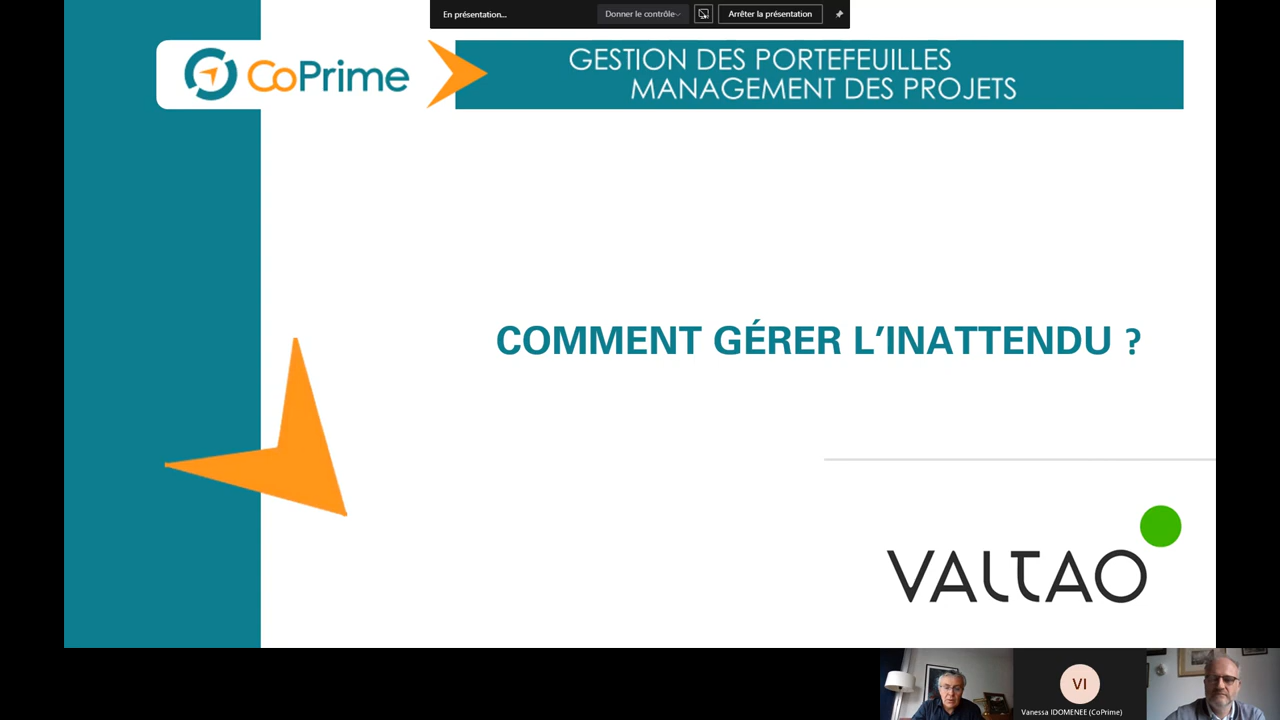 En présentation...
Donner le contrôle
Arrêter la présentation
CoPrime
GESTION DES PORTEFEUILLES
MANAGEMENT DES PROJETS
COMMENT GÉRER L’INATTENDU ?
VALTAO
VI
Vanessa IDOMENEE (CoPrime)